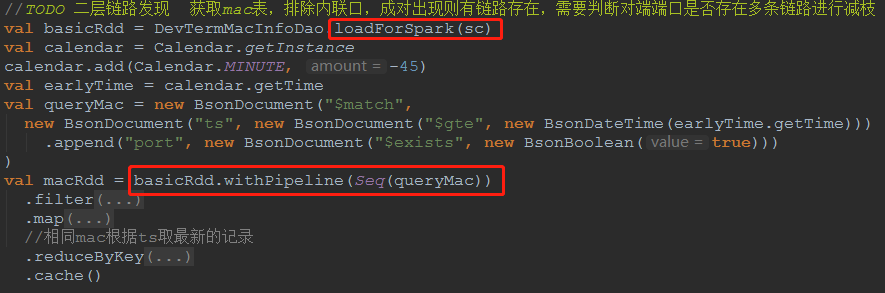 //TODO 二层链路发现  获取mac表，排除内联口，成对出现则有链路存在，需要判断对端端口是否存在多条链路进行减枝
val basicRdd = DevTermMacInfoDao.loadForSpark(sc)
val calendar = Calendar.getInstance
calendar.add(Calendar.MINUTE, amount = -45)
val earlyTime = calendar.getTime
val queryMac = new BsonDocument("$match",
  new BsonDocument("ts", new BsonDocument("$gte", new BsonDateTime(earlyTime.getTime)))
    .append("port", new BsonDocument("$exists", new BsonBoolean( value = true)))
)
val macRdd = basicRdd.withPipeline(Seq(queryMac))
  .filter(...)
  .map(...)
  //相同mac根据ts取最新的记录
  .reduceByKey(...)
  .cache()